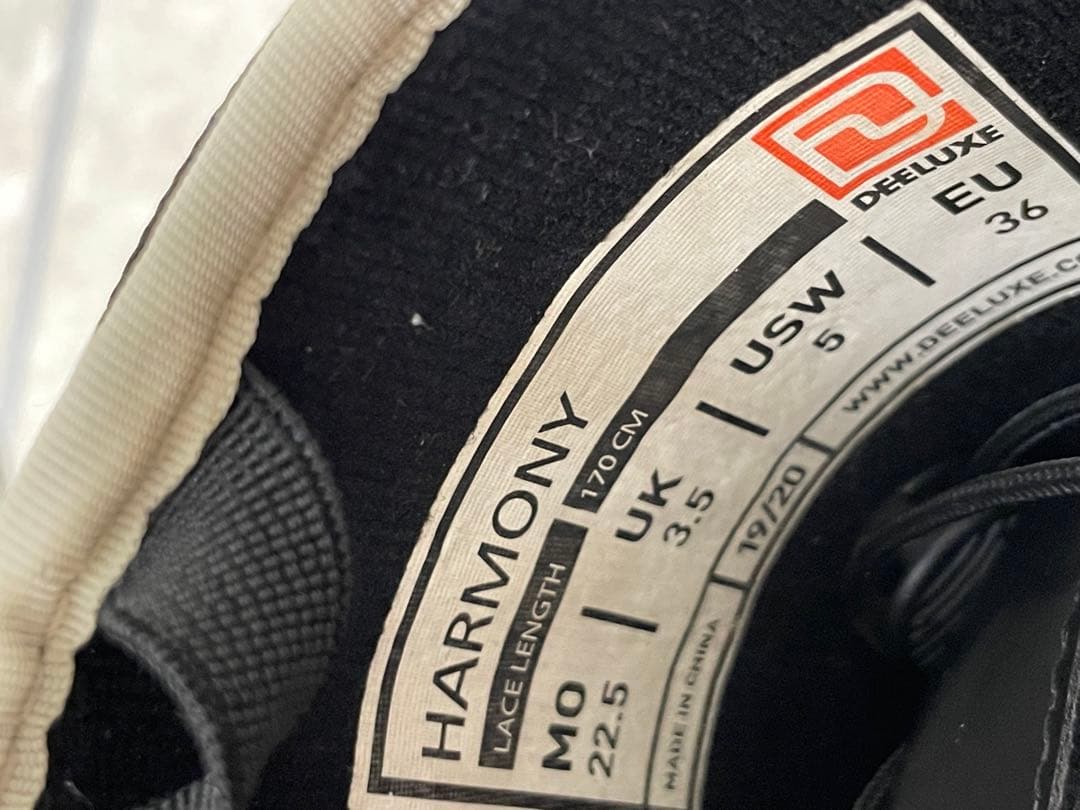 DEELUXE
HARMONY
LACE LENGTH 170 CM
MO | UK | USW | EU
22.5 3.5 5 36
MADE IN CHINA 19/20 WWW.DEELUXE.CO